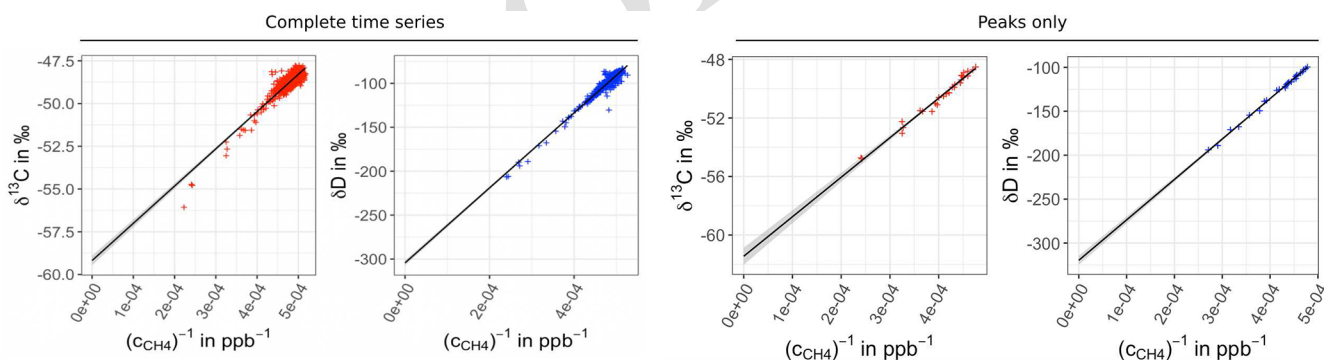 Complete time series
Peaks only
δ¹³C in ‰
-47.5
-50.0
-52.5
-55.0
-57.5
-60.0
0e+00
1e-04
2e-04
3e-04
4e-04
5e-04
(cCH4)⁻¹ in ppb⁻¹
δD in ‰
-100
-150
-200
-250
-300
0e+00
2e-04
4e-04
(cCH4)⁻¹ in ppb⁻¹
δ¹³C in ‰
-48
-52
-56
-60
0e+00
1e-04
2e-04
3e-04
4e-04
(cCH4)⁻¹ in ppb⁻¹
δD in ‰
-100
-150
-200
-250
-300
0e+00
1e-04
2e-04
3e-04
4e-04
5e-0
(cCH4)⁻¹ in ppb⁻¹